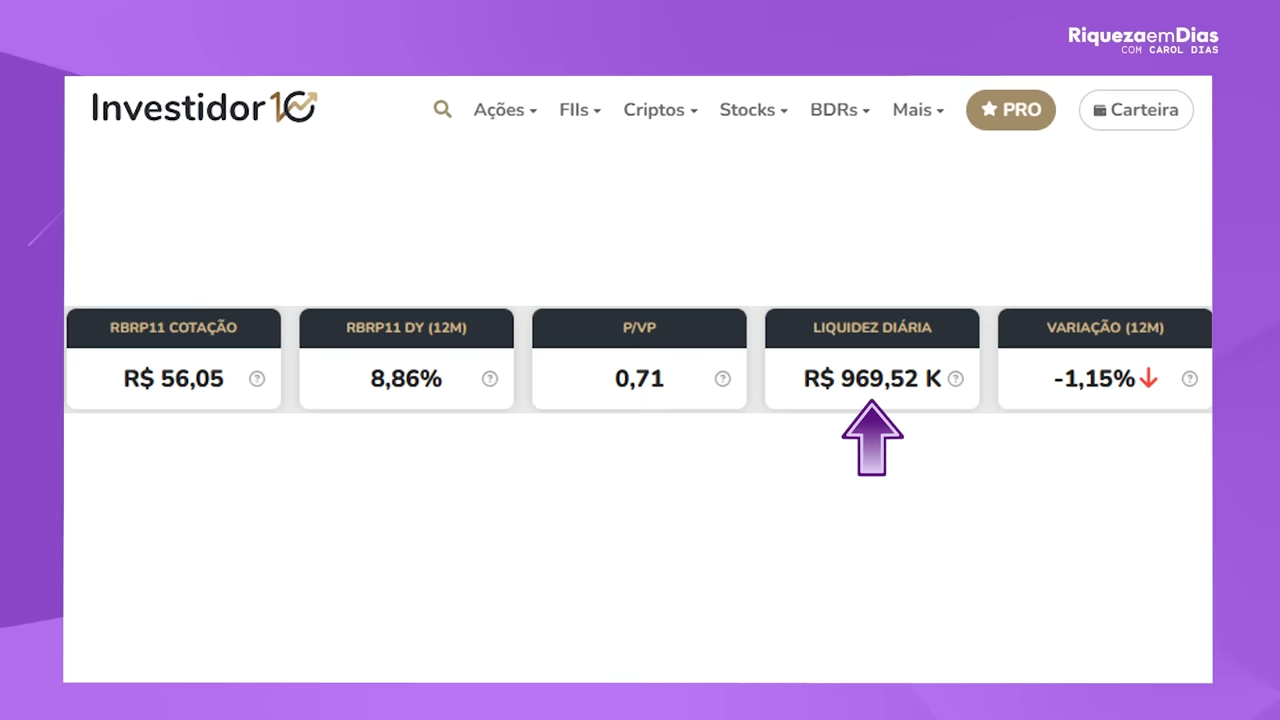 RiquezaemDias
COM CAROL DIAS
Investidor10
Ações
FIIs
Criptos
Stocks
BDRs
Mais
PRO
Carteira
RBRP11 COTAÇÃO
R$ 56,05
RBRP11 DY (12M)
8,86%
P/VP
0,71
LIQUIDEZ DIÁRIA
R$ 969,52 K
VARIAÇÃO (12M)
-1,15%